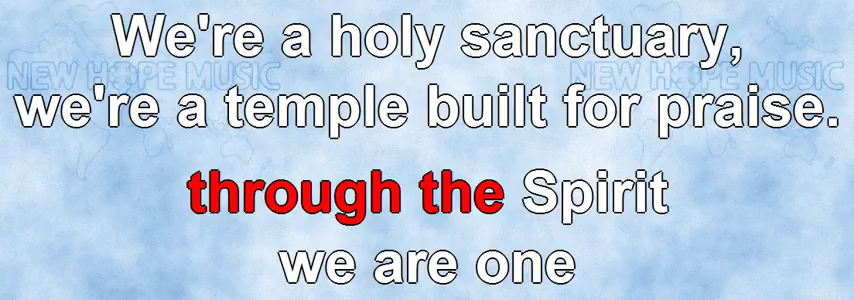 We're a holy sanctuary,
NEW HOPE MUSIC NEW HOPE MUSIC
we're a temple built for praise.
through the Spirit
we are one